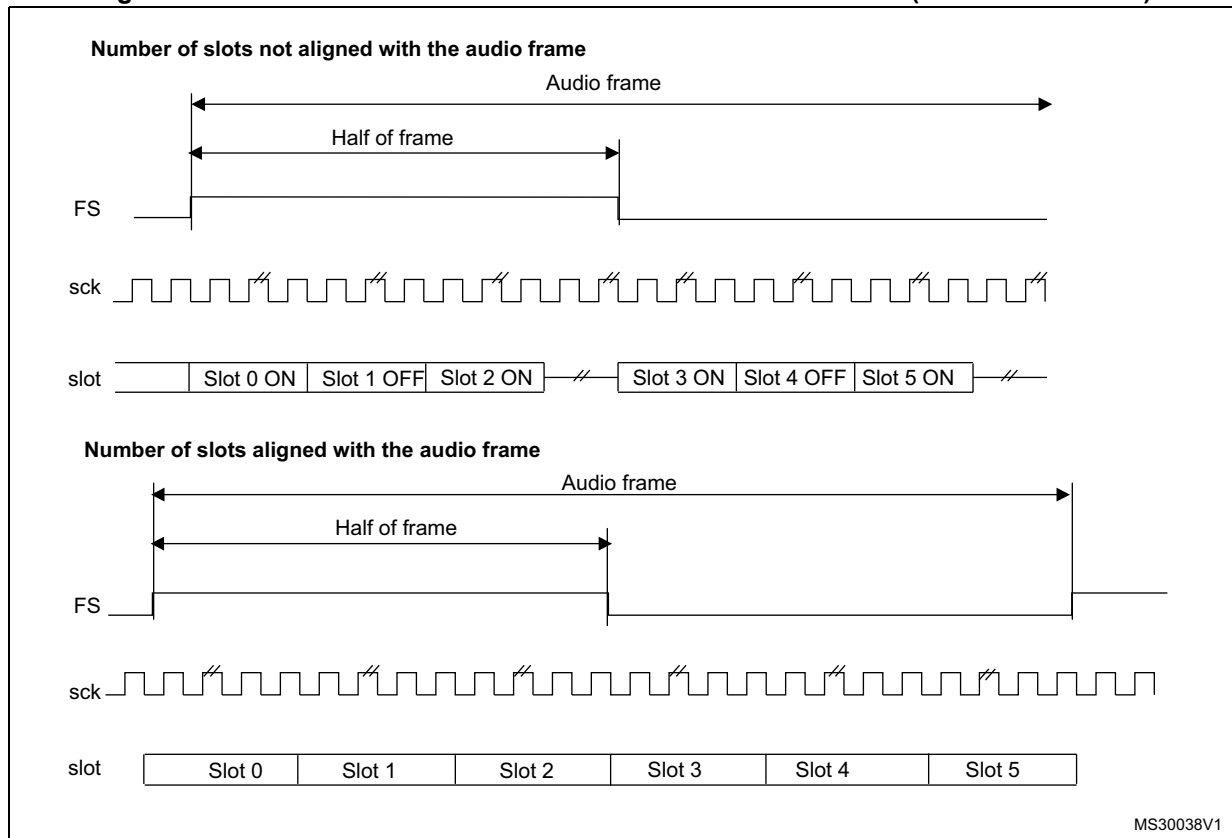 Number of slots not aligned with the audio frame
Audio frame
Half of frame
FS
sck
slot
Slot 0 ON
Slot 1 OFF
Slot 2 ON
Slot 3 ON
Slot 4 OFF
Slot 5 ON
Number of slots aligned with the audio frame
Audio frame
Half of frame
FS
sck
slot
Slot 0
Slot 1
Slot 2
Slot 3
Slot 4
Slot 5
MS30038V1